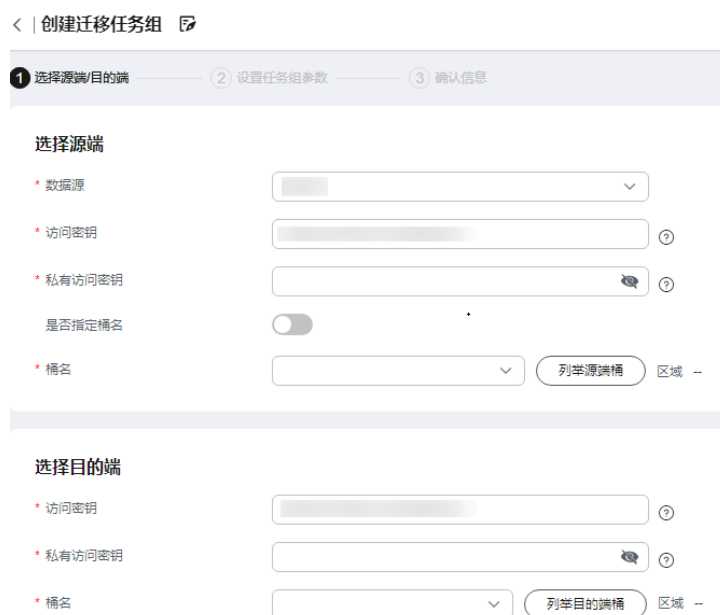 创建迁移任务组
1 选择源端/目的端 2 设置任务组参数 3 确认信息
选择源端
* 数据源
* 访问密钥
* 私有访问密钥
是否指定桶名
* 桶名 列举源端桶 区域 --
选择目的端
* 访问密钥
* 私有访问密钥
* 桶名 列举目的端桶 区域 --